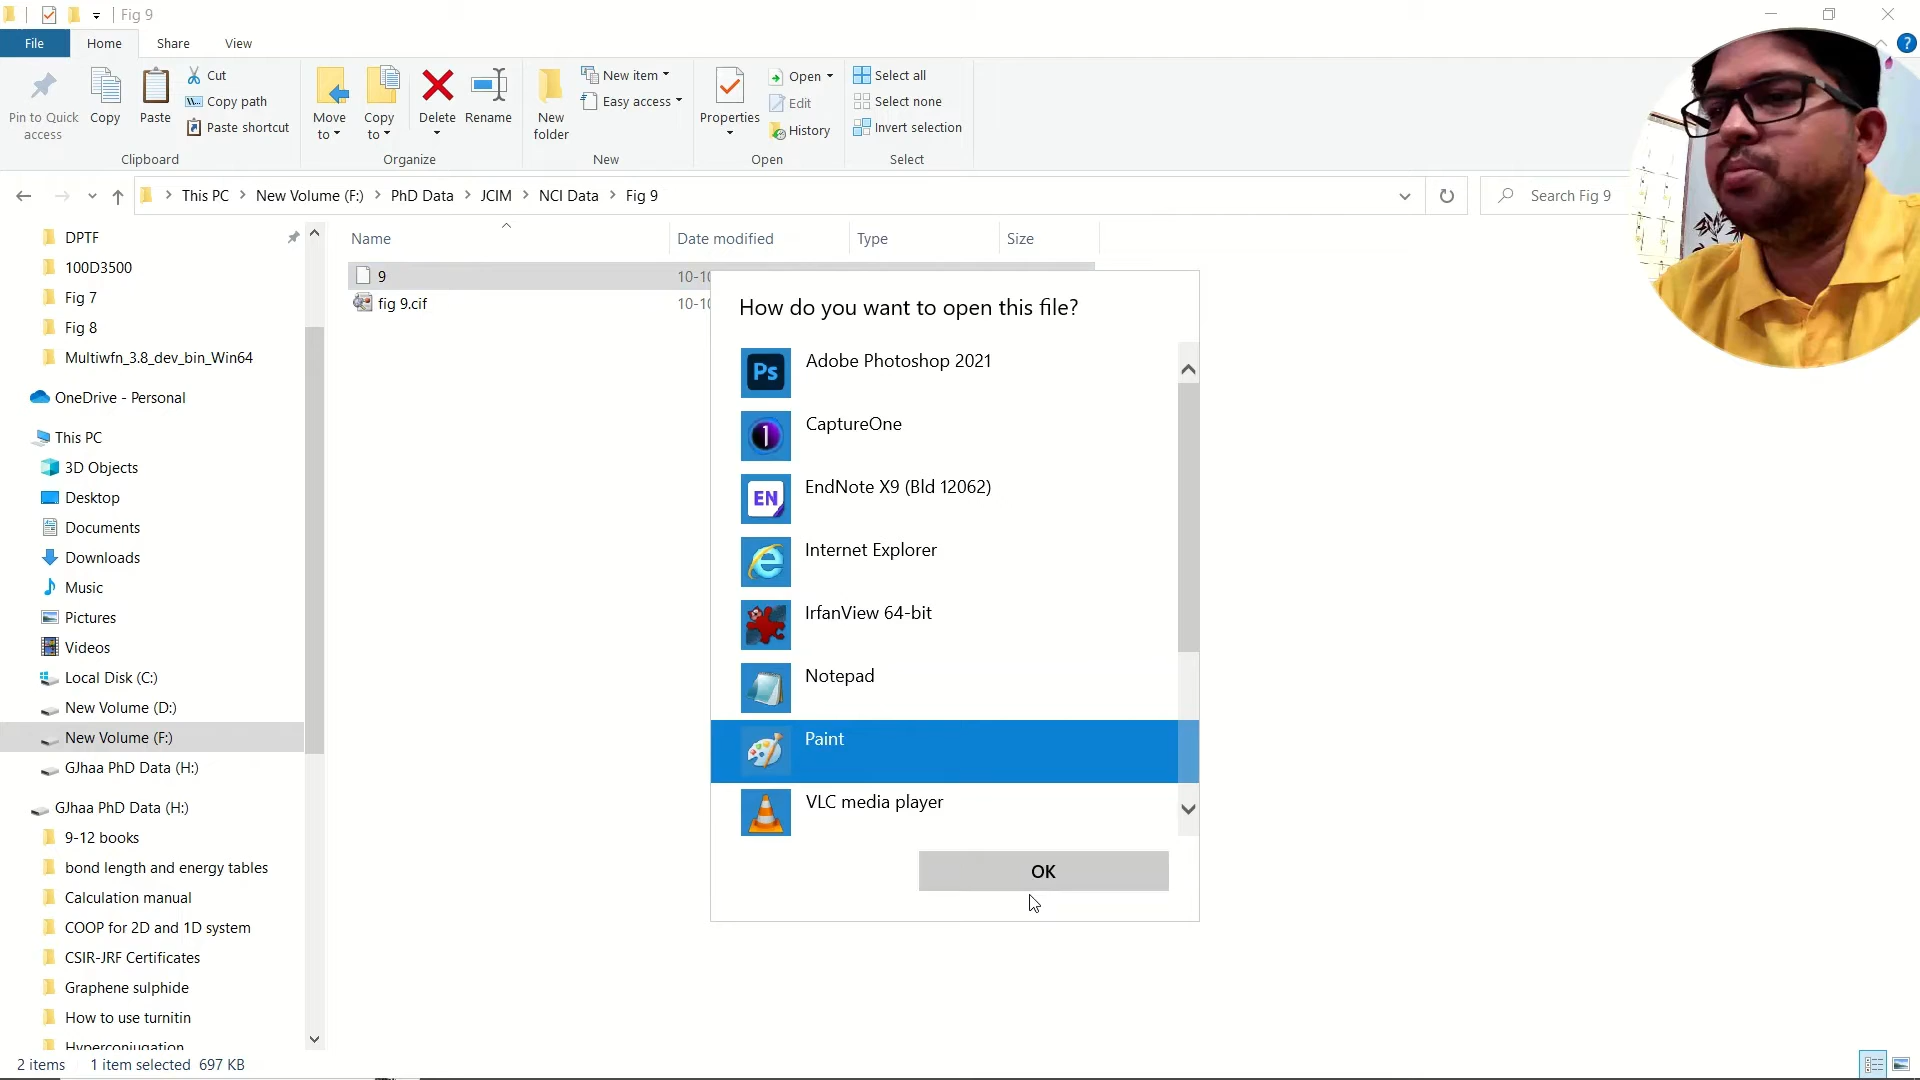 Fig 9
File
Home
Share
View
Pin to Quick access
Copy
Paste
Cut
Copy path
Paste shortcut
Clipboard
Move to
Copy to
Delete
Rename
Organize
New folder
New item
Easy access
New
Properties
Open
Edit
History
Open
Select all
Select none
Invert selection
Select
This PC > New Volume (F:) > PhD Data > JCIM > NCI Data > Fig 9
Search Fig 9
DPTF
100D3500
Fig 7
Fig 8
Multiwfn_3.8_dev_bin_Win64
OneDrive - Personal
This PC
3D Objects
Desktop
Documents
Downloads
Music
Pictures
Videos
Local Disk (C:)
New Volume (D:)
New Volume (F:)
GJhaa PhD Data (H:)
GJhaa PhD Data (H:)
9-12 books
bond length and energy tables
Calculation manual
COOP for 2D and 1D system
CSIR-JRF Certificates
Graphene sulphide
How to use turnitin
Hyperconjugation
Name
Date modified
Type
Size
9
10-10
fig 9.cif
10-10
How do you want to open this file?
Ps
Adobe Photoshop 2021
1
CaptureOne
EN
EndNote X9 (Bld 12062)
Internet Explorer
IrfanView 64-bit
Notepad
Paint
VLC media player
OK
2 items
1 item selected 697 KB